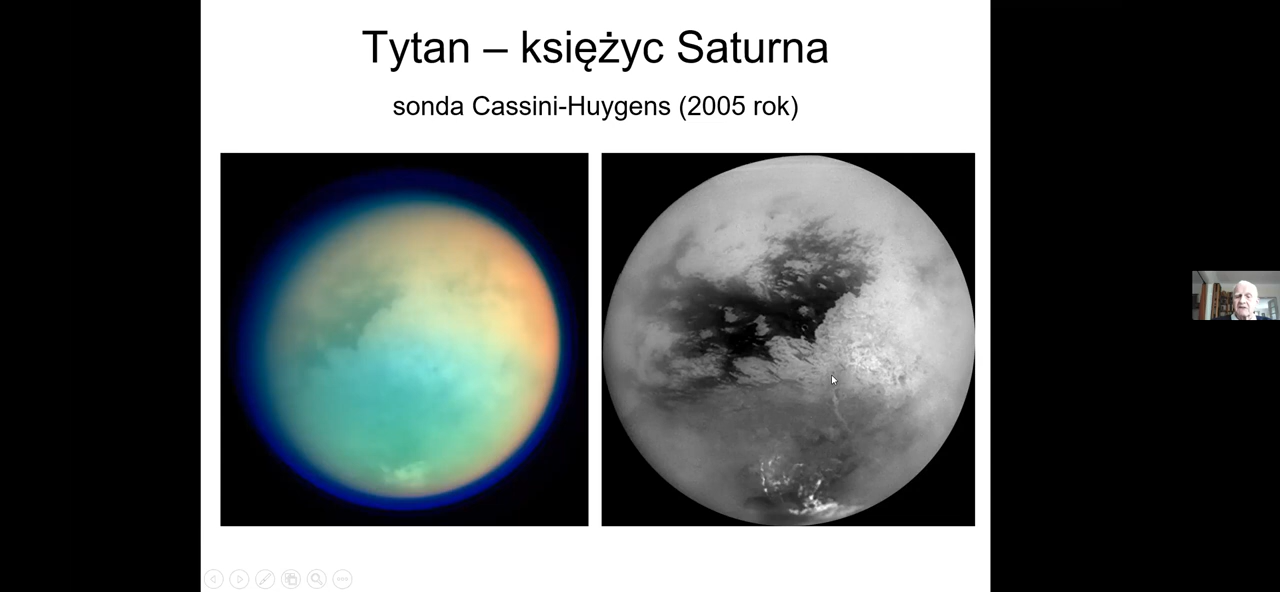 Tytan – księżyc Saturna
sonda Cassini-Huygens (2005 rok)